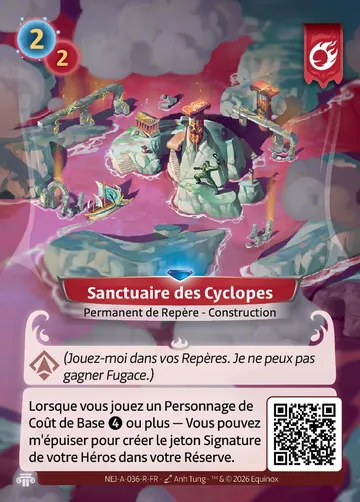 2
2
Sanctuaire des Cyclopes
Permanent de Repère - Construction
(Jouez-moi dans vos Repères. Je ne peux pas
gagner Fugace.)
Lorsque vous jouez un Personnage de
Coût de Base 4 ou plus — Vous pouvez
m'épuiser pour créer le jeton Signature
de votre Héros dans votre Réserve.
NEJ-A-036-R-FR - Anh Tung - ™ & © 2026 Equinox